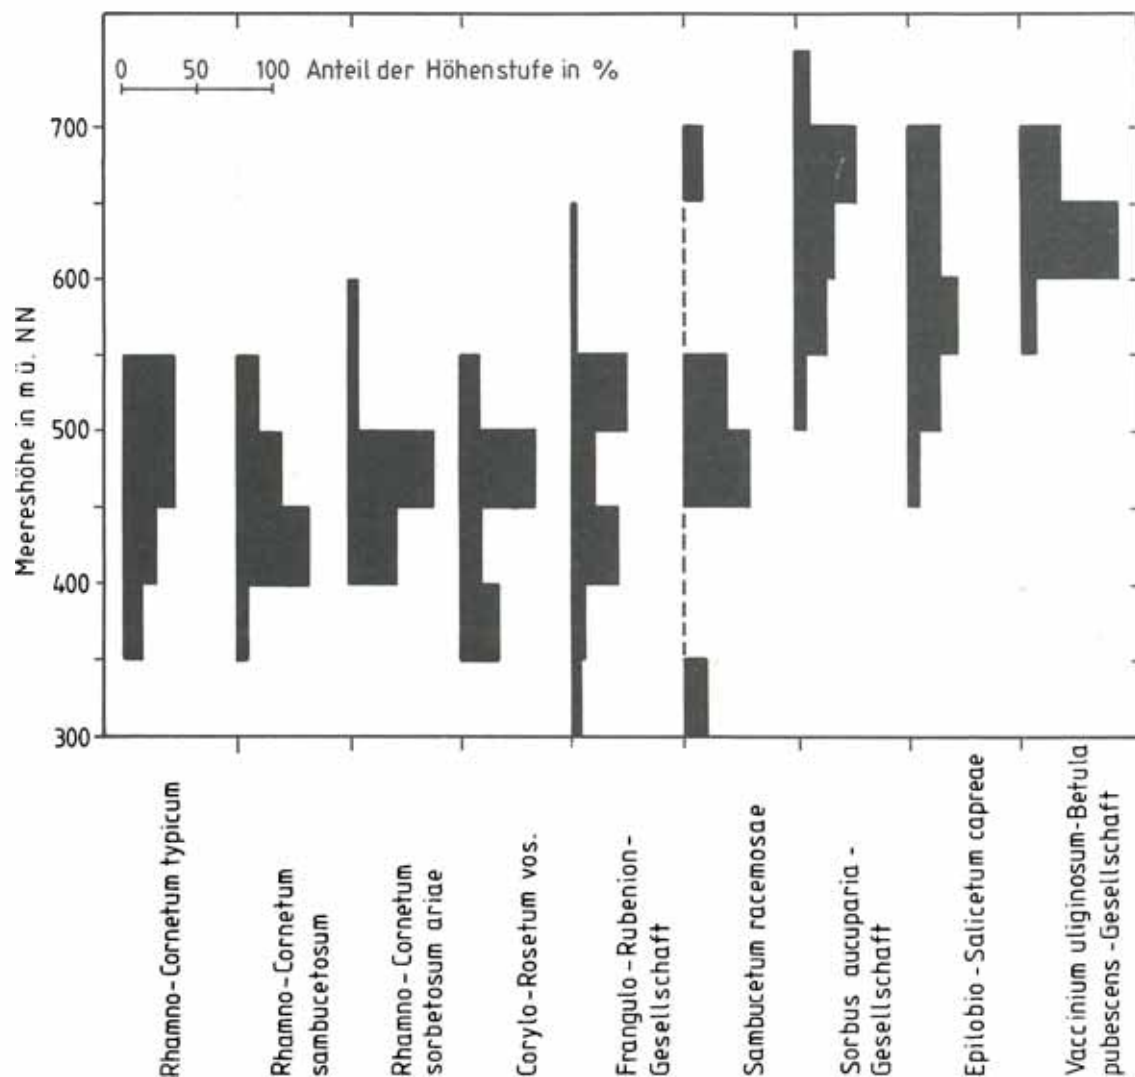 0 50 100 Anteil der Höhenstufe in %
Meereshöhe in m ü. NN
700
600
500
400
300
Rhamno-Cornetum typicum
Rhamno-Cornetum
sambucetosum
Rhamno-Cornetum
sorbetosum ariae
Corylo-Rosetum vos.
Frangulo-Rubenion-
Gesellschaft
Sambucetum racemosae
Sorbus aucuparia-
Gesellschaft
Epilobio-Salicetum capreae
Vaccinium uliginosum-Betula
pubescens-Gesellschaft